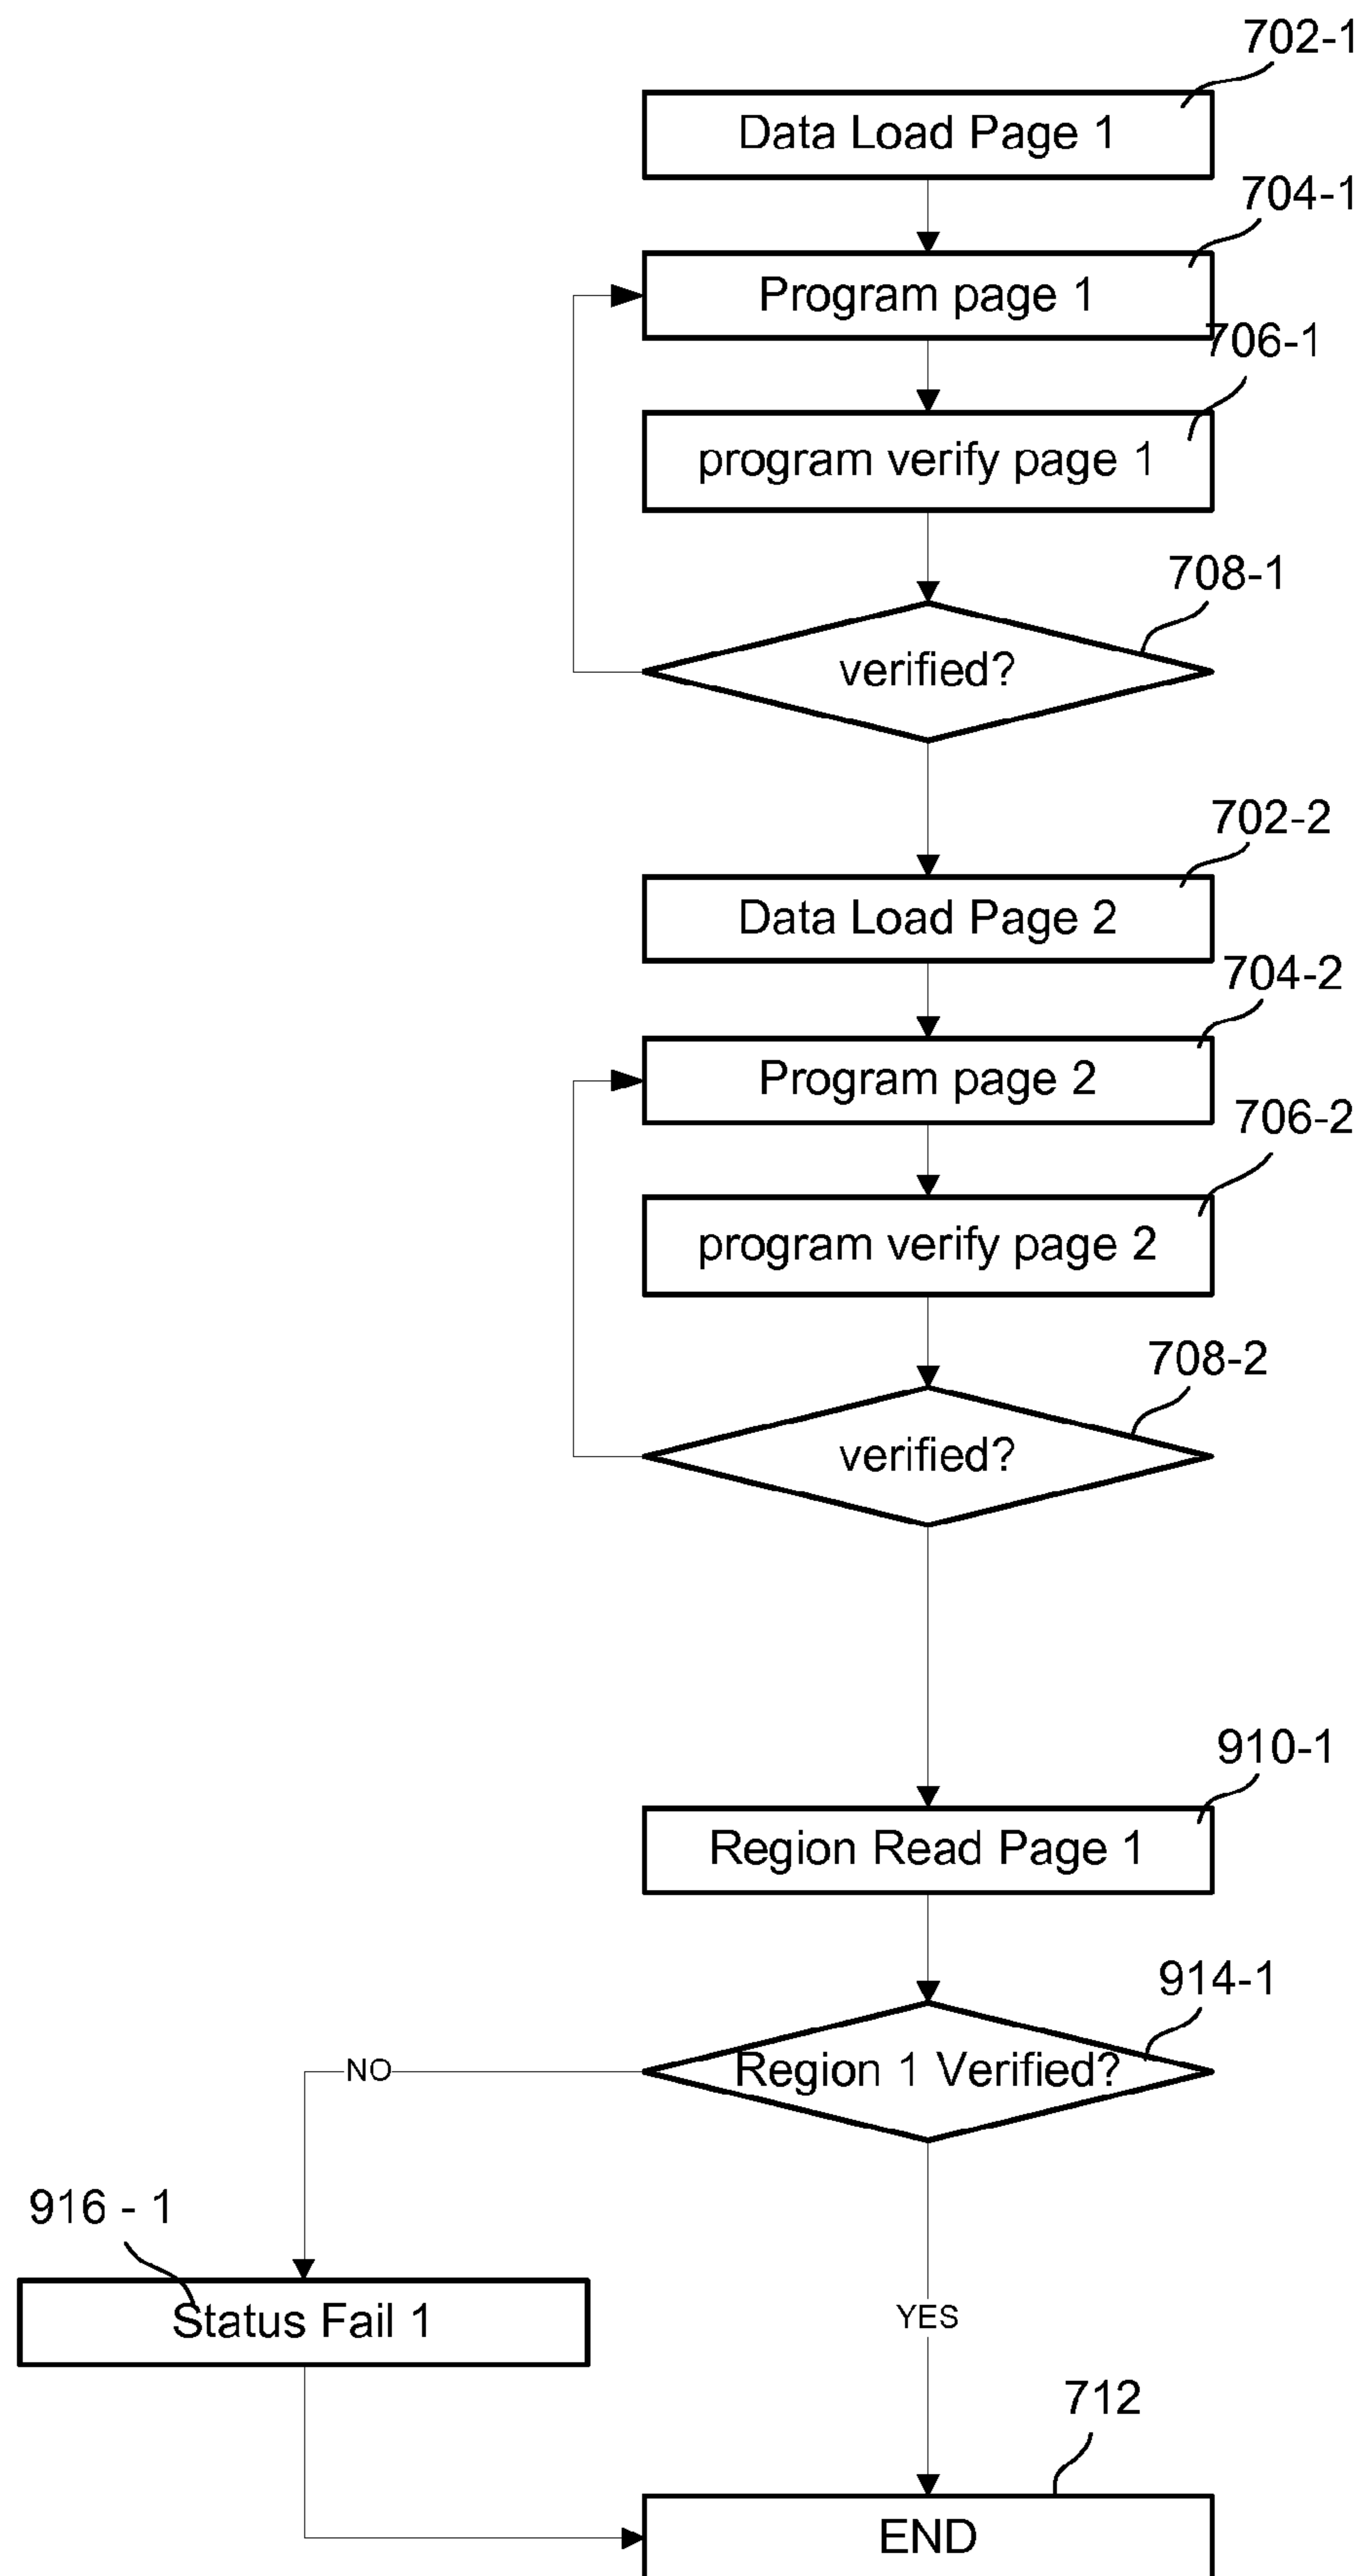 702-1
Data Load Page 1
704-1
Program page 1
706-1
program verify page 1
708-1
verified?
702-2
Data Load Page 2
704-2
Program page 2
706-2
program verify page 2
708-2
verified?
910-1
Region Read Page 1
914-1
Region 1 Verified?
NO
916 - 1
Status Fail 1
YES
712
END